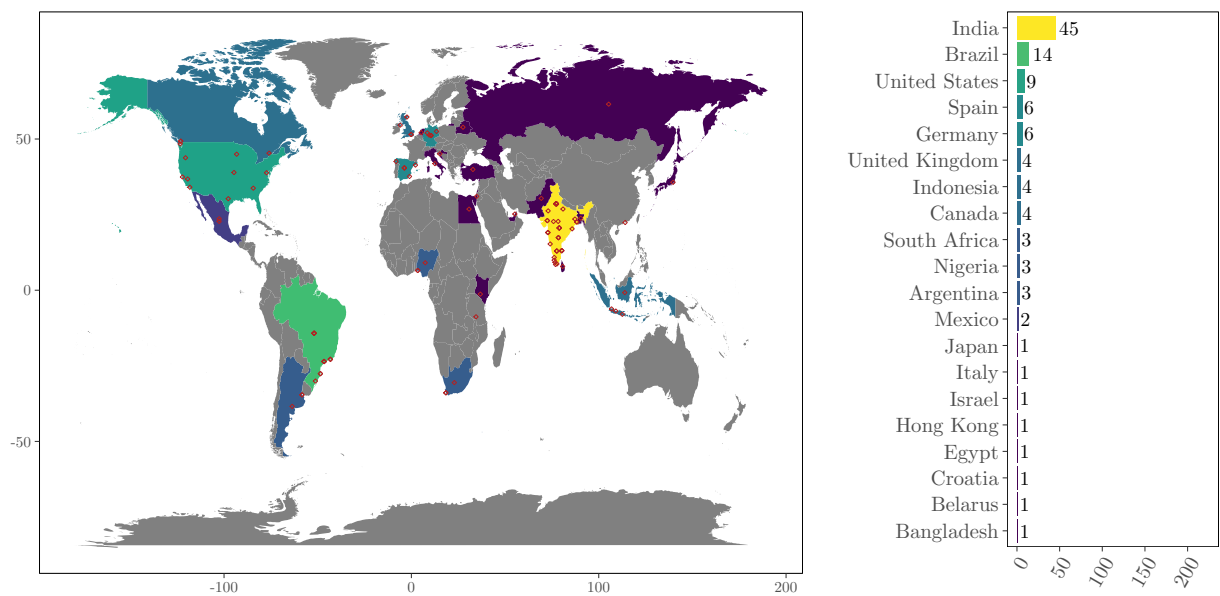 50
0
-50
-100
0
100
200
India 45
Brazil 14
United States 9
Spain 6
Germany 6
United Kingdom 4
Indonesia 4
Canada 4
South Africa 3
Nigeria 3
Argentina 3
Mexico 2
Japan 1
Italy 1
Israel 1
Hong Kong 1
Egypt 1
Croatia 1
Belarus 1
Bangladesh 1
0
50
100
150
200